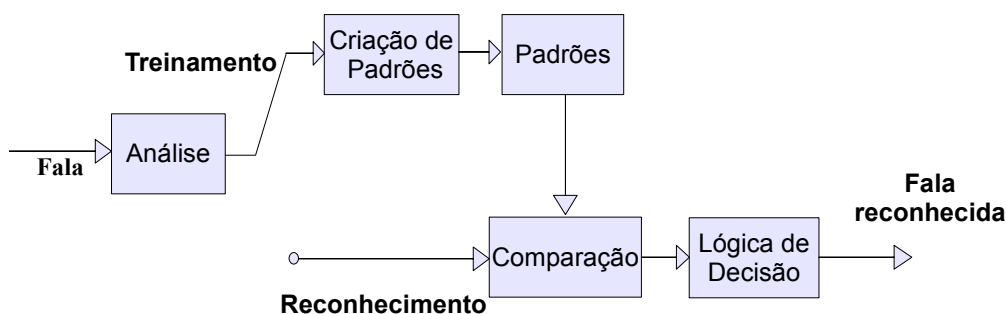 Treinamento
Criação de
Padrões
Padrões
Fala
Análise
Fala
reconhecida
Comparação
Lógica de
Decisão
Reconhecimento